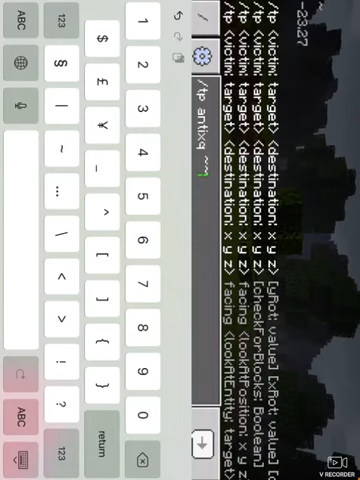 ~
-23.27
/tp <victim: target> <destination: x y z> [yRot: value] [xRot: value] [c
/tp <victim: target> <destination: x y z> [checkForBlocks: Boolean]
/tp <victim: target> <destination: x y z> facing <lookAtPosition: x y z
/tp <victim: target> <destination: x y z> facing <lookAtEntity: target>
/
/tp antixq ~~
1 2 3 4 5 6 7 8 9 0
$ £ ¥ _ ^ [ ] { } return
123 § | ~ … \ < > ! ? 123
ABC ABC
V RECORDER